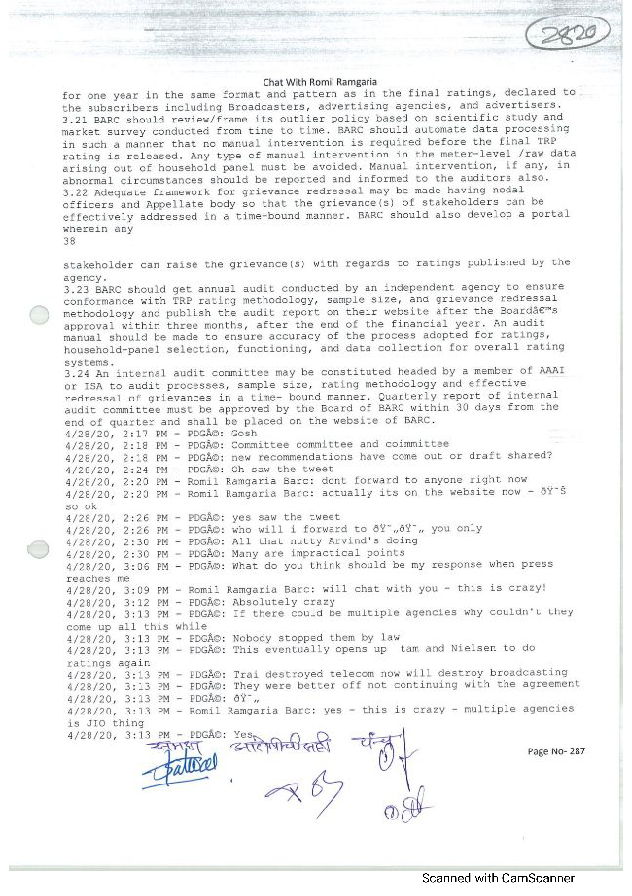 2820
Chat With Romil Ramgaria
for one year in the same format and pattern as in the final ratings, declared to
the subscribers including Broadcasters, advertising agencies, and advertisers.
3.21 BARC should review/frame its outlier policy based on scientific study and
market survey conducted from time to time. BARC should automate data processing
in such a manner that no manual intervention is required before the final TRP
rating is released. Any type of manual intervention in the meter-level /raw data
arising out of household panel must be avoided. Manual intervention, if any, in
abnormal circumstances should be reported and informed to the auditors also.
3.22 Adequate framework for grievance redressal may be made having nodal
officers and Appellate body so that the grievance(s) of stakeholders can be
effectively addressed in a time-bound manner. BARC should also develop a portal
wherein any
38
stakeholder can raise the grievance(s) with regards to ratings published by the
agency.
3.23 BARC should get annual audit conducted by an independent agency to ensure
conformance with TRP rating methodology, sample size, and grievance redressal
methodology and publish the audit report on their website after the Boardâ€™s
approval within three months, after the end of the financial year. An audit
manual should be made to ensure accuracy of the process adopted for ratings,
household-panel selection, functioning, and data collection for overall rating
systems.
3.24 An internal audit committee may be constituted headed by a member of AAAI
or ISA to audit processes, sample size, rating methodology and effective
redressal of grievances in a time- bound manner. Quarterly report of internal
audit committee must be approved by the Board of BARC within 30 days from the
end of quarter and shall be placed on the website of BARC.
4/28/20, 2:17 PM - PDGÃ©: Gosh
4/28/20, 2:18 PM - PDGÃ©: Committee committee and coimmittee
4/28/20, 2:18 PM - PDGÃ©: new recommendations have come out or draft shared?
4/28/20, 2:24 PM - PDGÃ©: Oh saw the tweet
4/28/20, 2:20 PM - Romil Ramgaria Barc: dont forward to anyone right now
4/28/20, 2:20 PM - Romil Ramgaria Barc: actually its on the website now - ðŸ˜Š
so ok
4/28/20, 2:26 PM - PDGÃ©: yes saw the tweet
4/28/20, 2:26 PM - PDGÃ©: who will i forward to ðŸ˜„ðŸ˜„ you only
4/28/20, 2:30 PM - PDGÃ©: All that nutty Arvind's doing
4/28/20, 2:30 PM - PDGÃ©: Many are impractical points
4/28/20, 3:06 PM - PDGÃ©: What do you think should be my response when press
reaches me
4/28/20, 3:09 PM - Romil Ramgaria Barc: will chat with you - this is crazy!
4/28/20, 3:12 PM - PDGÃ©: Absolutely crazy
4/28/20, 3:13 PM - PDGÃ©: If there could be multiple agencies why couldn't they
come up all this while
4/28/20, 3:13 PM - PDGÃ©: Nobody stopped them by law
4/28/20, 3:13 PM - PDGÃ©: This eventually opens up tam and Nielsen to do
ratings again
4/28/20, 3:13 PM - PDGÃ©: Trai destroyed telecom now will destroy broadcasting
4/28/20, 3:13 PM - PDGÃ©: They were better off not continuing with the agreement
4/28/20, 3:13 PM - PDGÃ©: ðŸ˜„
4/28/20, 3:13 PM - Romil Ramgaria Barc: yes - this is crazy - multiple agencies
is JIO thing
4/28/20, 3:13 PM - PDGÃ©: Yes
समक्ष
Page No- 287
Scanned with CamScanner